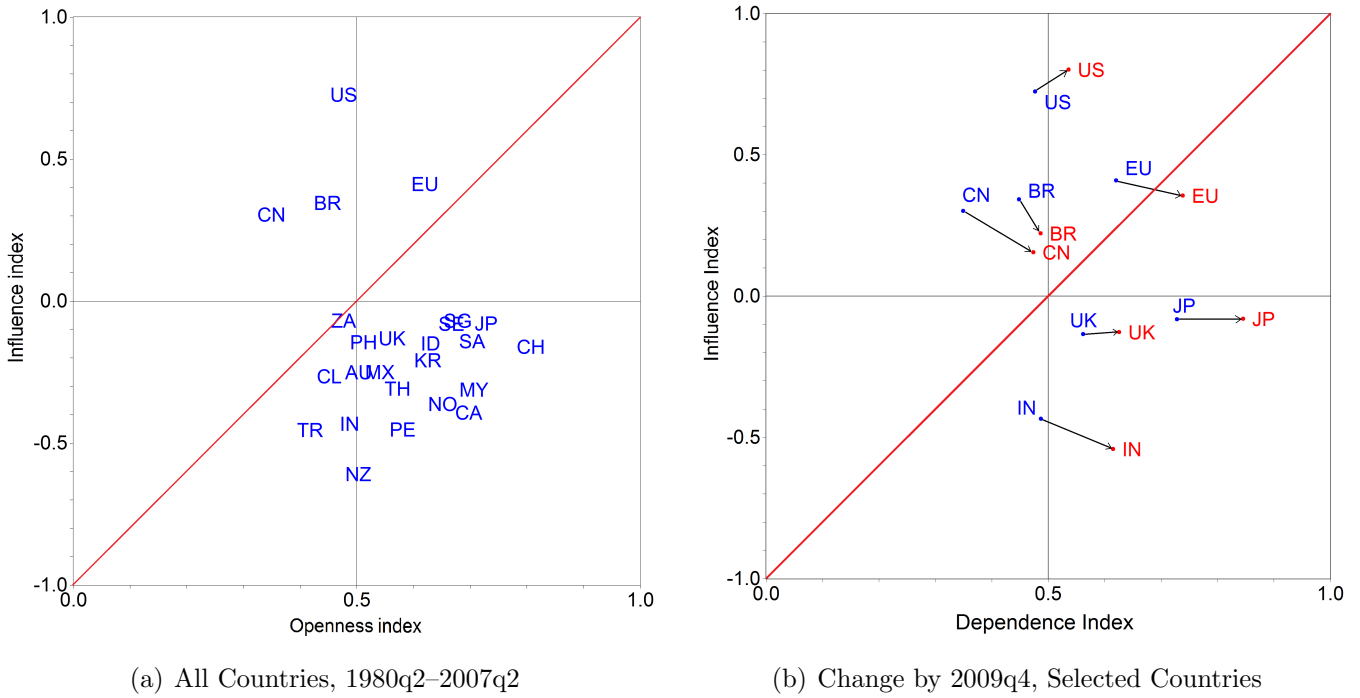 1.0
US
EU
0.5
BR
CN
0.0
ZA
SE
SG
JP
PH
UK
ID
SA
CH
KR
CL
AU
MX
TH
MY
NO
CA
TR
IN
PE
-0.5
NZ
-1.0
0.0
0.5
1.0
Influence index
Openness index
(a) All Countries, 1980q2–2007q2
1.0
US
US
0.5
EU
EU
CN
BR
BR
CN
0.0
JP
JP
UK
UK
IN
IN
-0.5
-1.0
0.0
0.5
1.0
Influence Index
Dependence Index
(b) Change by 2009q4, Selected Countries